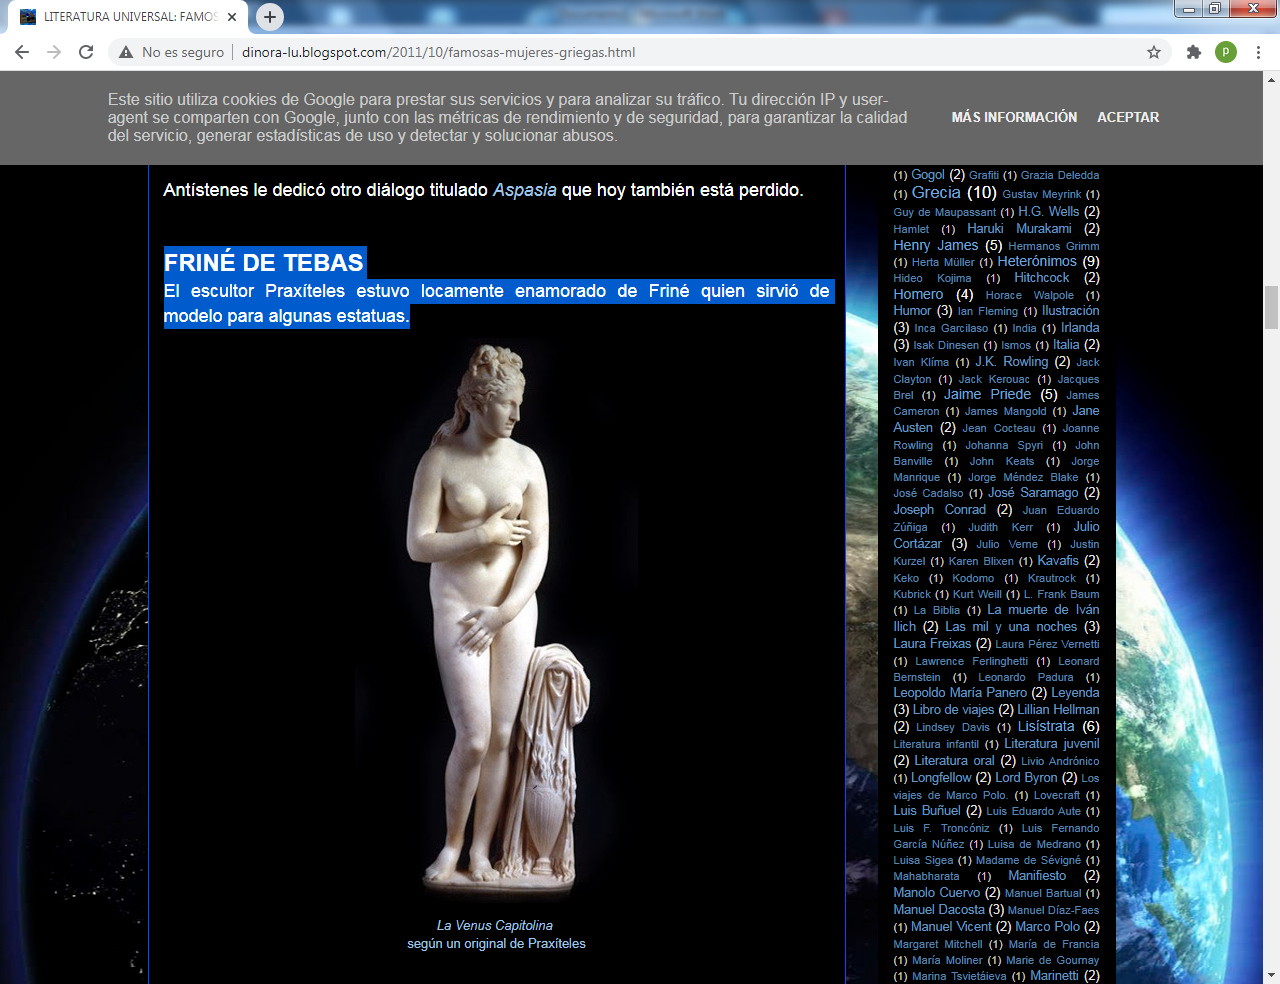 LITERATURA UNIVERSAL: FAMOS
No es seguro
dinora-lu.blogspot.com/2011/10/famosas-mujeres-griegas.html
p
Este sitio utiliza cookies de Google para prestar sus servicios y para analizar su tráfico. Tu dirección IP y user-
agent se comparten con Google, junto con las métricas de rendimiento y de seguridad, para garantizar la calidad
del servicio, generar estadísticas de uso y detectar y solucionar abusos.
MÁS INFORMACIÓN
ACEPTAR
Antístenes le dedicó otro diálogo titulado Aspasia que hoy también está perdido.
FRINÉ DE TEBAS
El escultor Praxíteles estuvo locamente enamorado de Friné quien sirvió de
modelo para algunas estatuas.
La Venus Capitolina
según un original de Praxíteles
(1) Gogol (2) Grafiti (1) Grazia Deledda
(1) Grecia (10) Gustav Meyrink (1)
Guy de Maupassant (1) H.G. Wells (2)
Hamlet (1) Haruki Murakami (2)
Henry James (5) Hermanos Grimm
(1) Herta Müller (1) Heterónimos (9)
Hideo Kojima (1) Hitchcock (2)
Homero (4) Horace Walpole (1)
Humor (3) Ian Fleming (1) Ilustración
(3) Inca Garcilaso (1) India (1) Irlanda
(3) Isak Dinesen (1) Ismos (1) Italia (2)
Ivan Klíma (1) J.K. Rowling (2) Jack
Clayton (1) Jack Kerouac (1) Jacques
Brel (1) Jaime Priede (5) James
Cameron (1) James Mangold (1) Jane
Austen (2) Jean Cocteau (1) Joanne
Rowling (1) Johanna Spyri (1) John
Banville (1) John Keats (1) Jorge
Manrique (1) Jorge Méndez Blake (1)
José Cadalso (1) José Saramago (2)
Joseph Conrad (2) Juan Eduardo
Zúñiga (1) Judith Kerr (1) Julio
Cortázar (3) Julio Verne (1) Justin
Kurzel (1) Karen Blixen (1) Kavafis (2)
Keko (1) Kodomo (1) Krautrock (1)
Kubrick (1) Kurt Weill (1) L. Frank Baum
(1) La Biblia (1) La muerte de Iván
Ilich (2) Las mil y una noches (3)
Laura Freixas (2) Laura Pérez Vernetti
(1) Lawrence Ferlinghetti (1) Leonard
Bernstein (1) Leonardo Padura (1)
Leopoldo María Panero (2) Leyenda
(3) Libro de viajes (2) Lillian Hellman
(2) Lindsey Davis (1) Lisístrata (6)
Literatura infantil (1) Literatura juvenil
(2) Literatura oral (2) Livio Andrónico
(1) Longfellow (2) Lord Byron (2) Los
viajes de Marco Polo. (1) Lovecraft (1)
Luis Buñuel (2) Luis Eduardo Aute (1)
Luis F. Troncóniz (1) Luis Fernando
García Núñez (1) Luisa de Medrano (1)
Luisa Sigea (1) Madame de Sévigné (1)
Mahabharata (1) Manifiesto (2)
Manolo Cuervo (2) Manuel Bartual (1)
Manuel Dacosta (3) Manuel Díaz-Faes
(1) Manuel Vicent (2) Marco Polo (2)
Margaret Mitchell (1) María de Francia
(1) María Moliner (1) Marie de Gournay
(1) Marina Tsvietáieva (1) Marinetti (2)